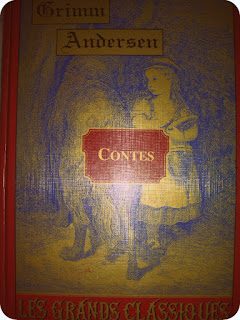 Grimm
Andersen
CONTES
LES GRANDS CLASSIQUES